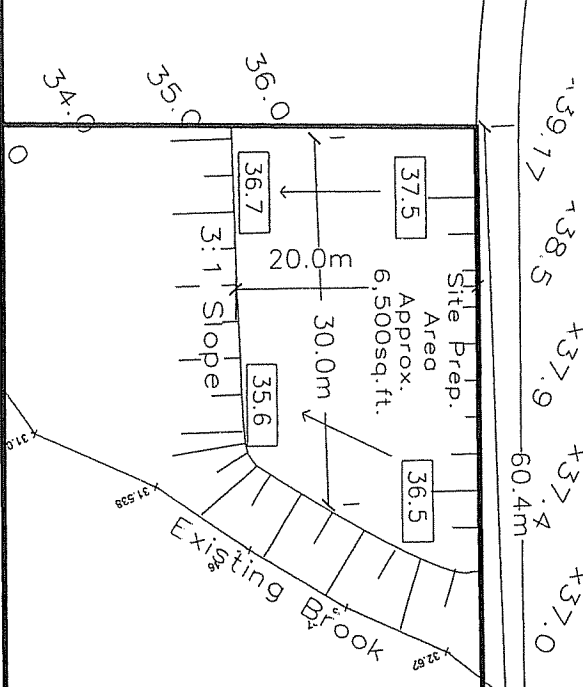 -39.17
-38.5
+37.9
+37.4
+37.0
60.4m
36.0
35.0
34.0
0
37.5
36.7
Site Prep.
Area
Approx.
6,500sq.ft.
20.0m
30.0m
3:1 Slope
35.6
36.5
Existing Brook
31.538
32.62